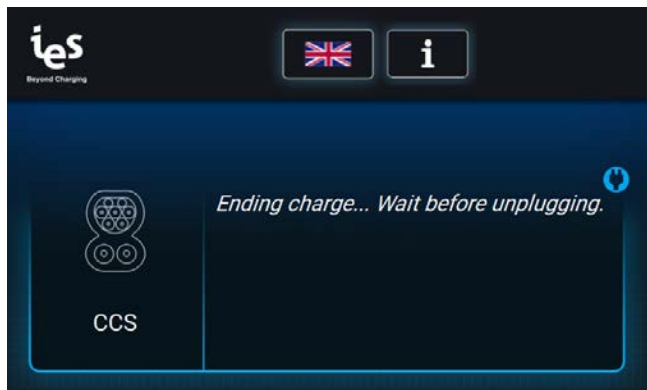 ies
Beyond Charging
i
Ending charge... Wait before unplugging.
CCS